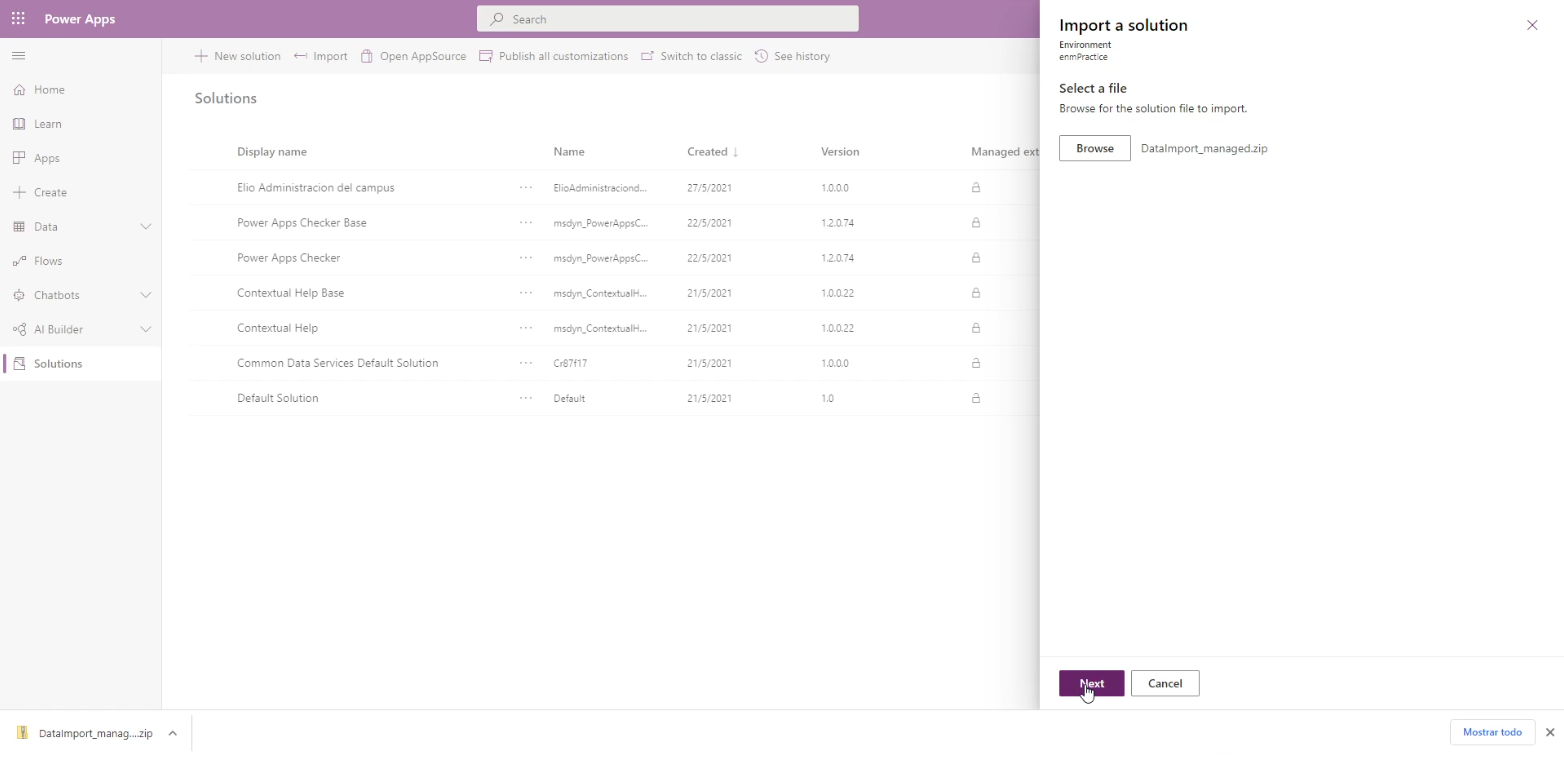 Power Apps
Search
New solution
Import
Open AppSource
Publish all customizations
Switch to classic
See history
Home
Learn
Apps
Create
Data
Flows
Chatbots
AI Builder
Solutions
Solutions
Display name Name Created ↓ Version Managed ext
Elio Administracion del campus ··· ElioAdministraciond... 27/5/2021 1.0.0.0
Power Apps Checker Base ··· msdyn_PowerAppsC... 22/5/2021 1.2.0.74
Power Apps Checker ··· msdyn_PowerAppsC... 22/5/2021 1.2.0.74
Contextual Help Base ··· msdyn_ContextualH... 21/5/2021 1.0.0.22
Contextual Help ··· msdyn_ContextualH... 21/5/2021 1.0.0.22
Common Data Services Default Solution ··· Cr87f17 21/5/2021 1.0.0.0
Default Solution ··· Default 21/5/2021 1.0
Import a solution
Environment
enmPractice
Select a file
Browse for the solution file to import.
Browse DataImport_managed.zip
Next Cancel
DataImport_manag....zip
Mostrar todo